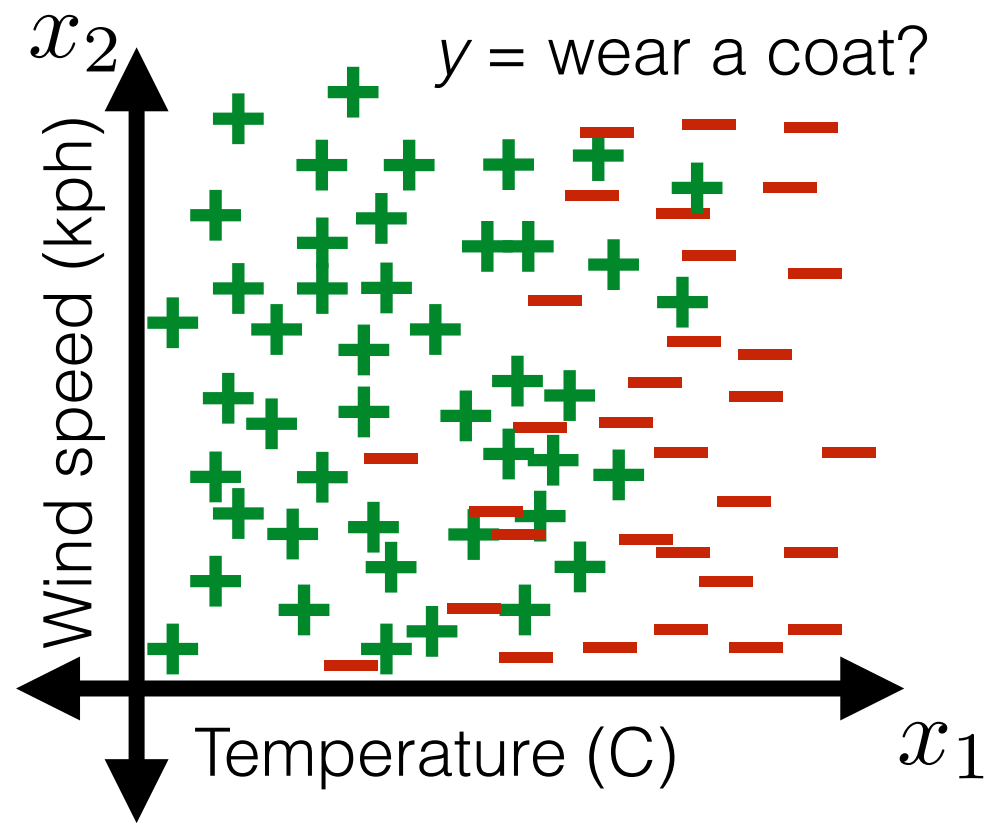 x₂
y = wear a coat?
Wind speed (kph)
Temperature (C)
x₁